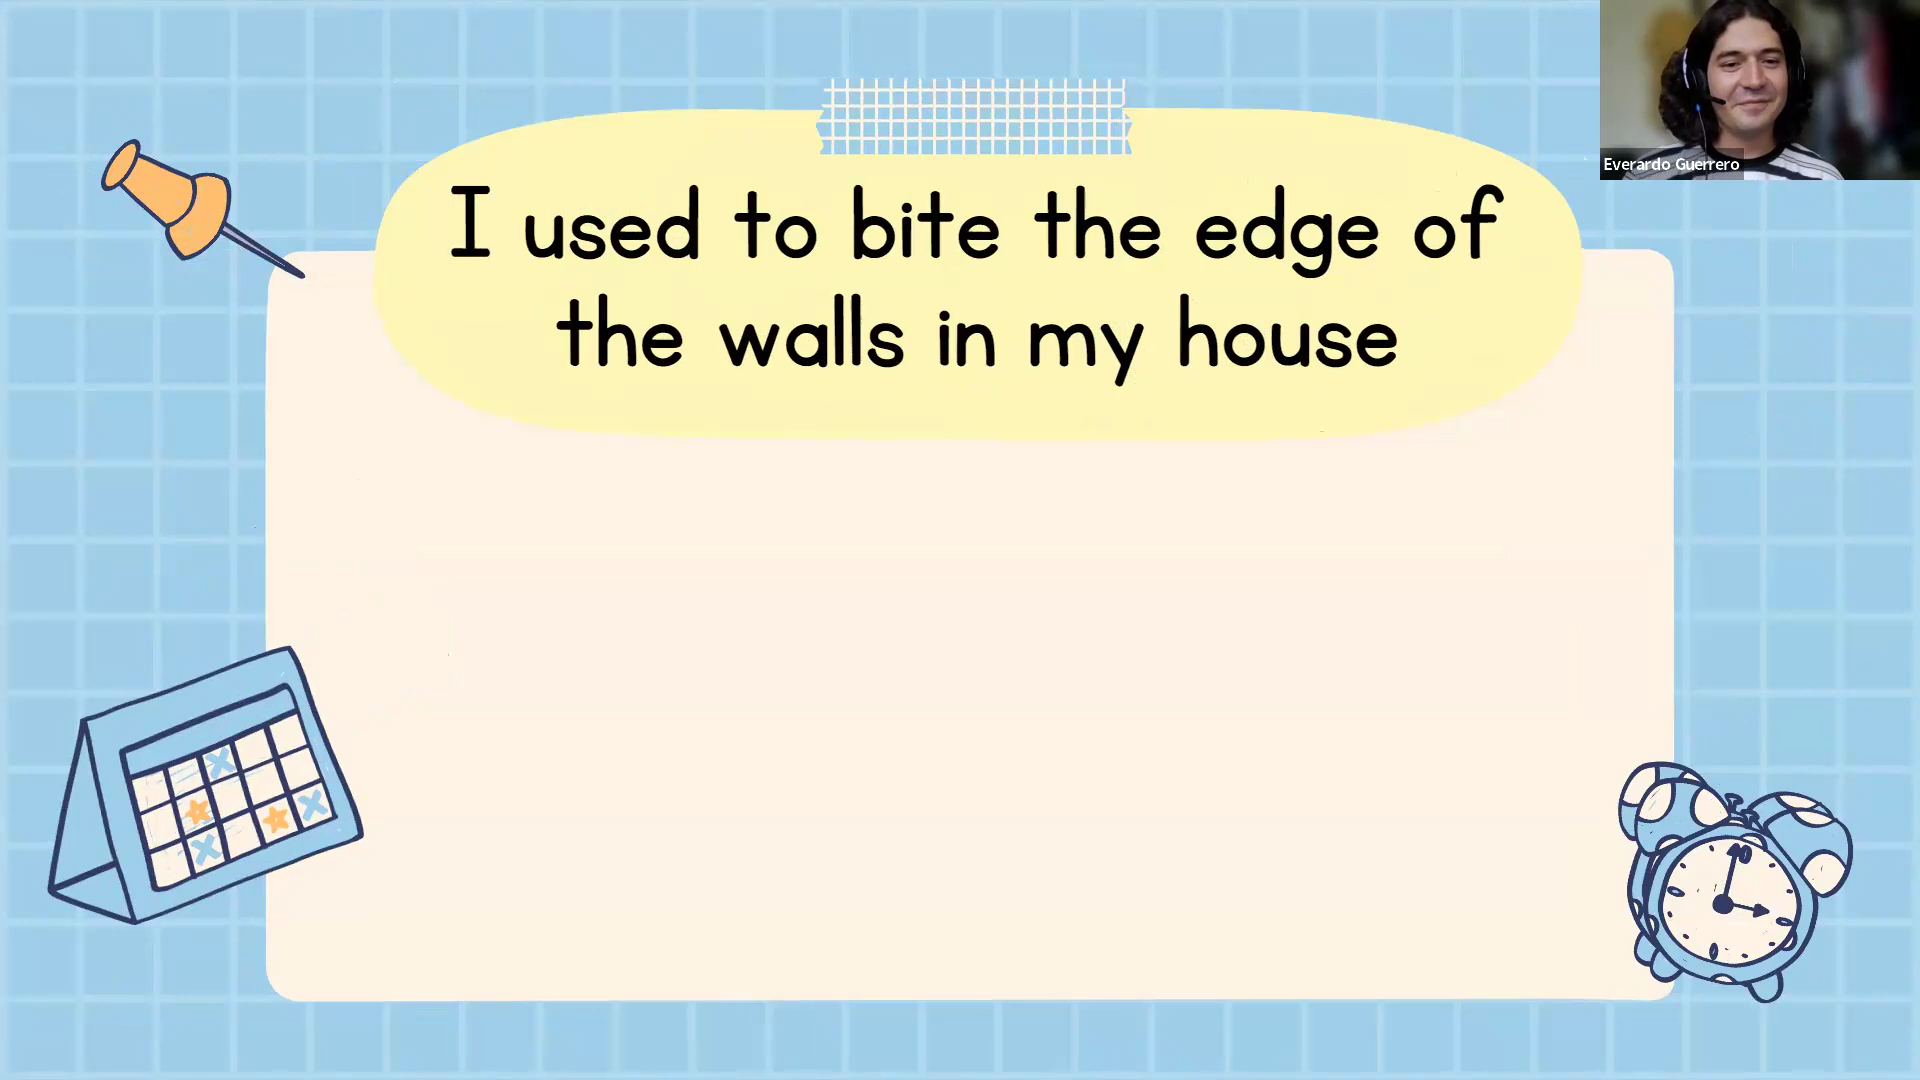 I used to bite the edge of
the walls in my house
Everardo Guerrero